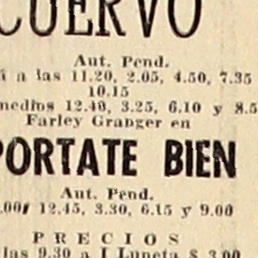 CUERVO
Aut. Pend.
a las 11.20, 2.05, 4.50, 7.35
10.15
12.40, 3.25, 6.10 y 8.5
Farley Granger en
PORTATE BIEN
Aut. Pend.
.00, 12.45, 3.30, 6.15 y 9.00
PRECIOS
las 9.30 a 1 Luneta $ 3.00